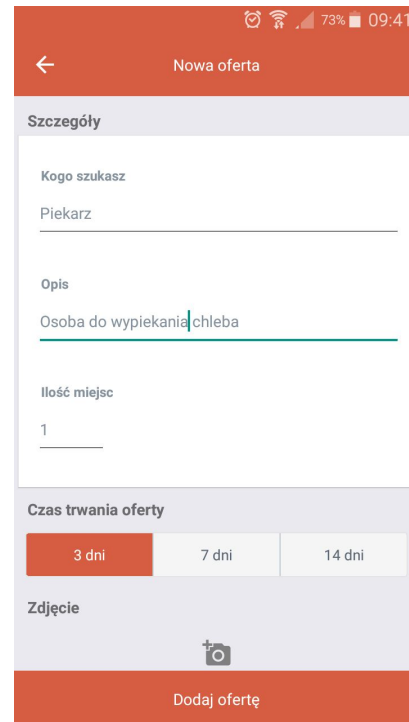 73% 09:41
Nowa oferta
Szczegóły
Kogo szukasz
Piekarz
Opis
Osoba do wypiekania chleba
Ilość miejsc
1
Czas trwania oferty
3 dni 7 dni 14 dni
Zdjęcie
Dodaj ofertę